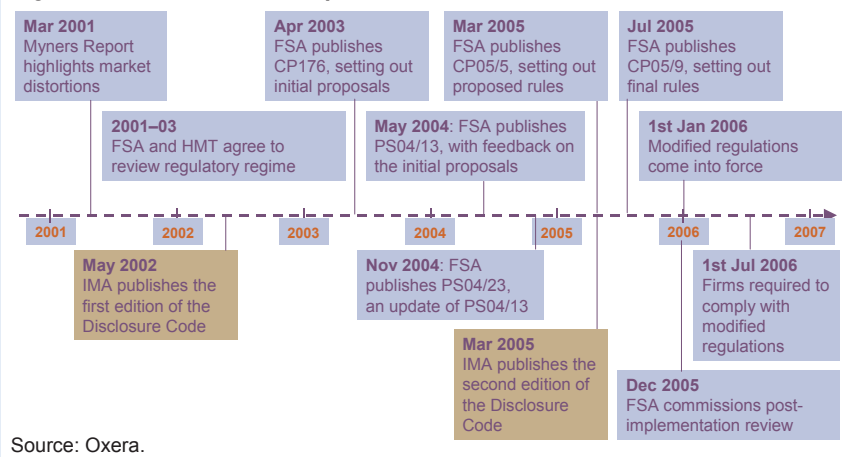 Mar 2001
Myners Report
highlights market
distortions
Apr 2003
FSA publishes
CP176, setting out
initial proposals
Mar 2005
FSA publishes
CP05/5, setting out
proposed rules
Jul 2005
FSA publishes
CP05/9, setting out
final rules
2001–03
FSA and HMT agree to
review regulatory regime
May 2004: FSA publishes
PS04/13, with feedback on
the initial proposals
1st Jan 2006
Modified regulations
come into force
2001
2002
2003
2004
2005
2006
2007
May 2002
IMA publishes the
first edition of the
Disclosure Code
Nov 2004: FSA
publishes PS04/23,
an update of PS04/13
1st Jul 2006
Firms required to
comply with
modified
regulations
Mar 2005
IMA publishes the
second edition of
the Disclosure
Code
Dec 2005
FSA commissions post-
implementation review
Source: Oxera.